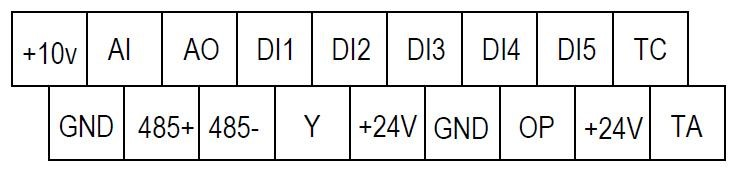 +10v AI AO DI1 DI2 DI3 DI4 DI5 TC
GND 485+ 485- Y +24V GND OP +24V TA